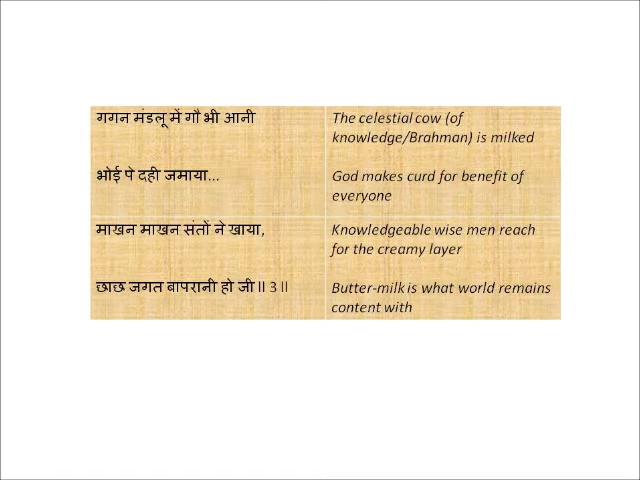 गगन मंडलू में गौ भी आनी
The celestial cow (of
knowledge/Brahman) is milked
भोई पे दही जमाया...
God makes curd for benefit of
everyone
माखन माखन संतों ने खाया,
Knowledgeable wise men reach
for the creamy layer
छाछ जगत बापरानी हो जी ll 3 ll
Butter-milk is what world remains
content with